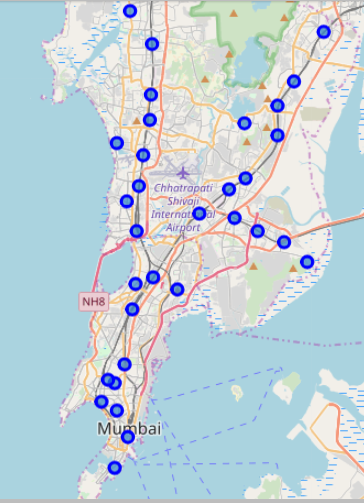 Chhatrapati
Shivaji
International
Airport
NH8
Mumbai